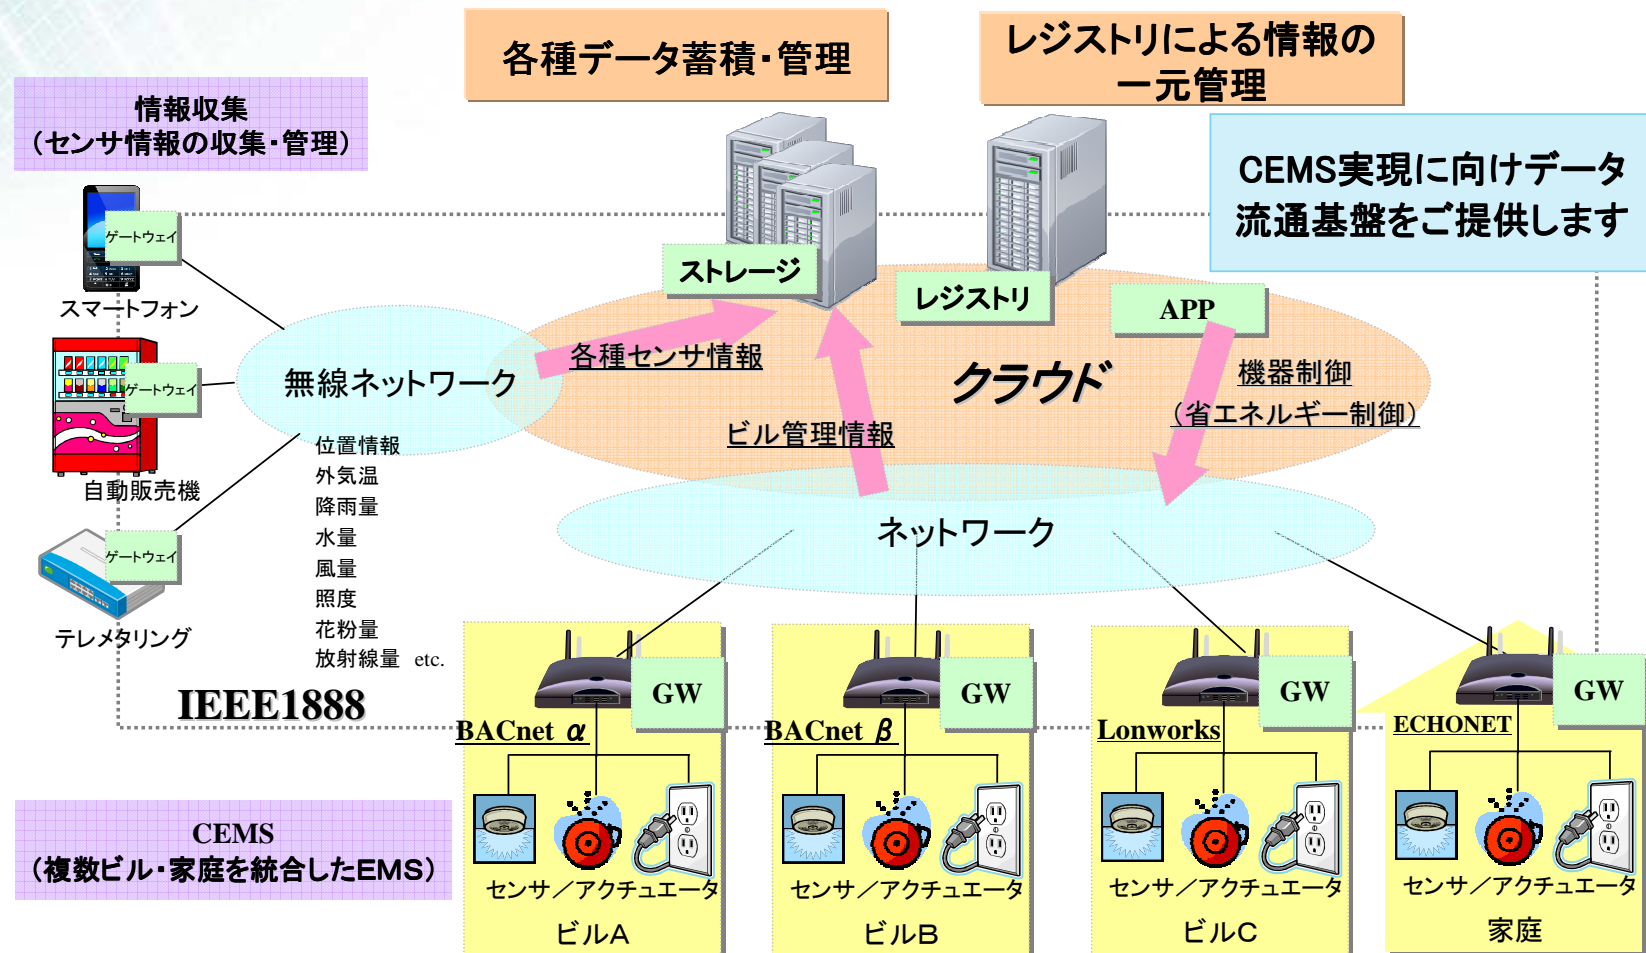 各種データ蓄積・管理
レジストリによる情報の
一元管理
情報収集
（センサ情報の収集・管理）
CEMS実現に向けデータ
流通基盤をご提供します
ゲートウェイ
スマートフォン
ストレージ
レジストリ
APP
各種センサ情報
クラウド
機器制御
（省エネルギー制御）
無線ネットワーク
ゲートウェイ
自動販売機
ビル管理情報
位置情報
外気温
降雨量
水量
風量
照度
花粉量
放射線量 etc.
ネットワーク
ゲートウェイ
テレメタリング
IEEE1888
GW
GW
GW
GW
BACnet α
BACnet β
Lonworks
ECHONET
CEMS
（複数ビル・家庭を統合したEMS）
センサ／アクチュエータ
センサ／アクチュエータ
センサ／アクチュエータ
センサ／アクチュエータ
ビルA
ビルB
ビルC
家庭